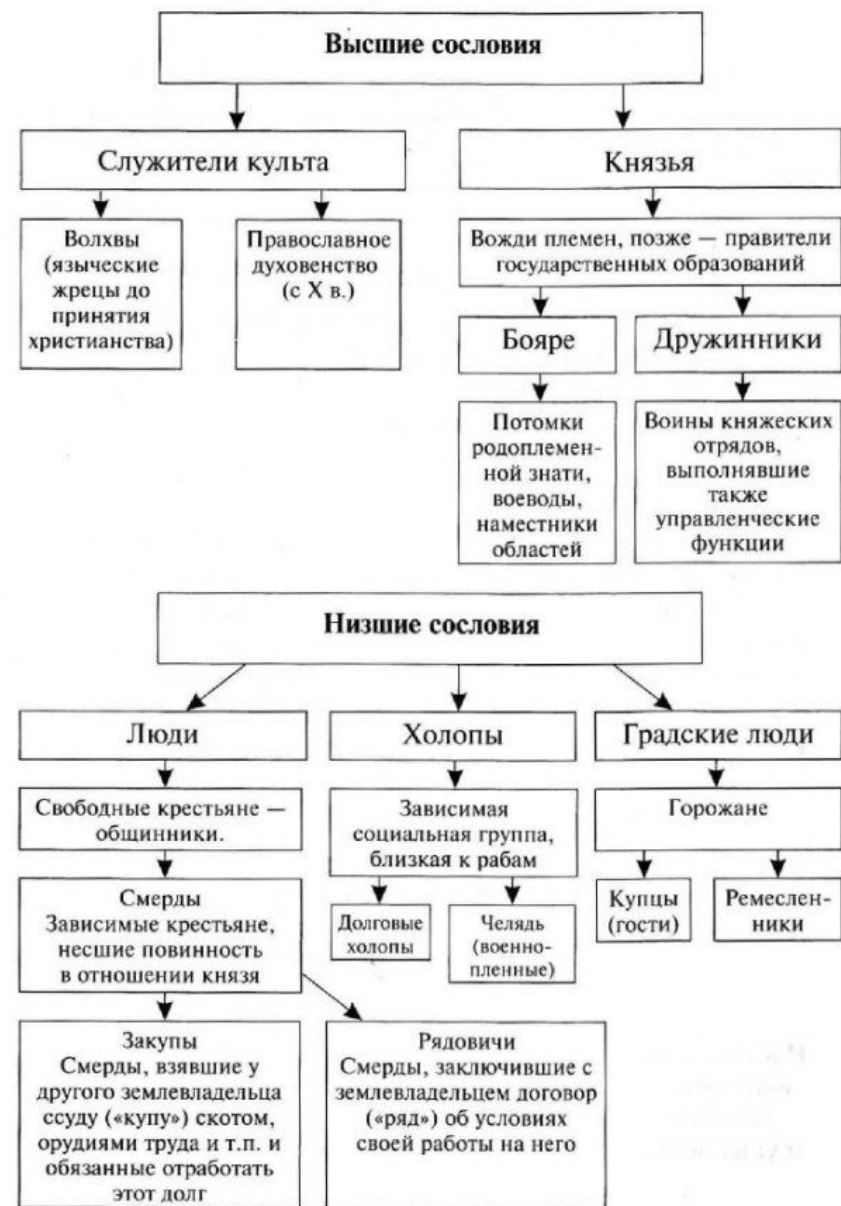 Высшие сословия
Служители культа
Князья
Волхвы
(языческие
жрецы до
принятия
христианства)
Православное
духовенство
(с X в.)
Вожди племен, позже — правители
государственных образований
Бояре
Дружинники
Потомки
родоплемен-
ной знати,
воеводы,
наместники
областей
Воины княжеских
отрядов,
выполнявшие
также
управленческие
функции
Низшие сословия
Люди
Холопы
Градские люди
Свободные крестьяне —
общинники.
Зависимая
социальная группа,
близкая к рабам
Горожане
Смерды
Зависимые крестьяне,
несшие повинность
в отношении князя
Долговые
холопы
Челядь
(военно-
пленные)
Купцы
(гости)
Ремеслен-
ники
Закупы
Смерды, взявшие у
другого землевладельца
ссуду («купу») скотом,
орудиями труда и т.п. и
обязанные отработать
этот долг
Рядовичи
Смерды, заключившие с
землевладельцем договор
(«ряд») об условиях
своей работы на него